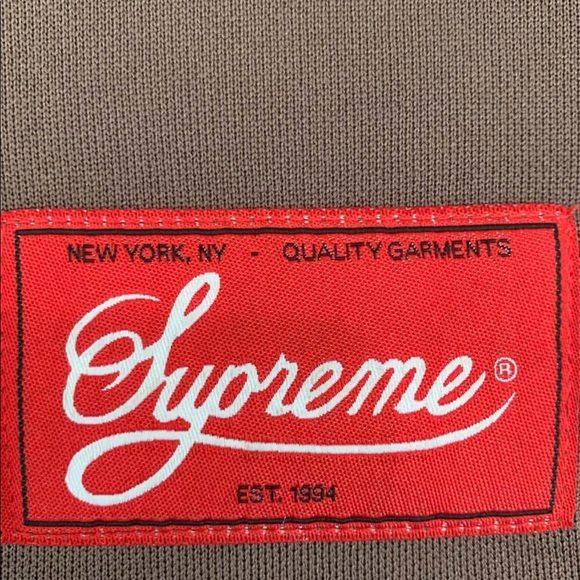 NEW YORK, NY - QUALITY GARMENTS
Supreme®
EST. 1994